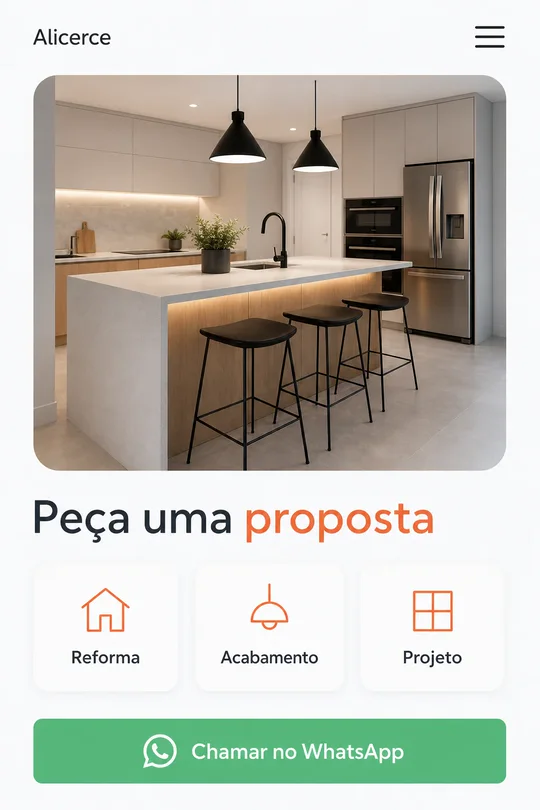 Alicerce
Peça uma proposta
Reforma
Acabamento
Projeto
Chamar no WhatsApp